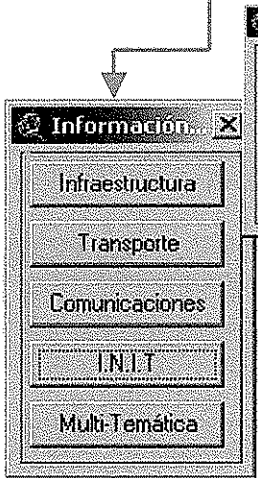 Información...
Infraestructura
Transporte
Comunicaciones
I.N.I.T
Multi-Temática